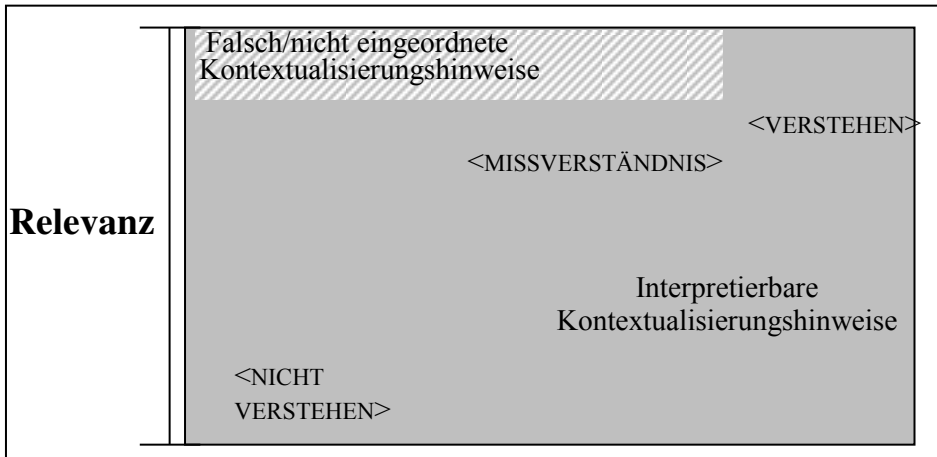 Falsch/nicht eingeordnete
Kontextualisierungshinweise
<VERSTEHEN>
<MISSVERSTÄNDNIS>
Relevanz
Interpretierbare
Kontextualisierungshinweise
<NICHT
VERSTEHEN>